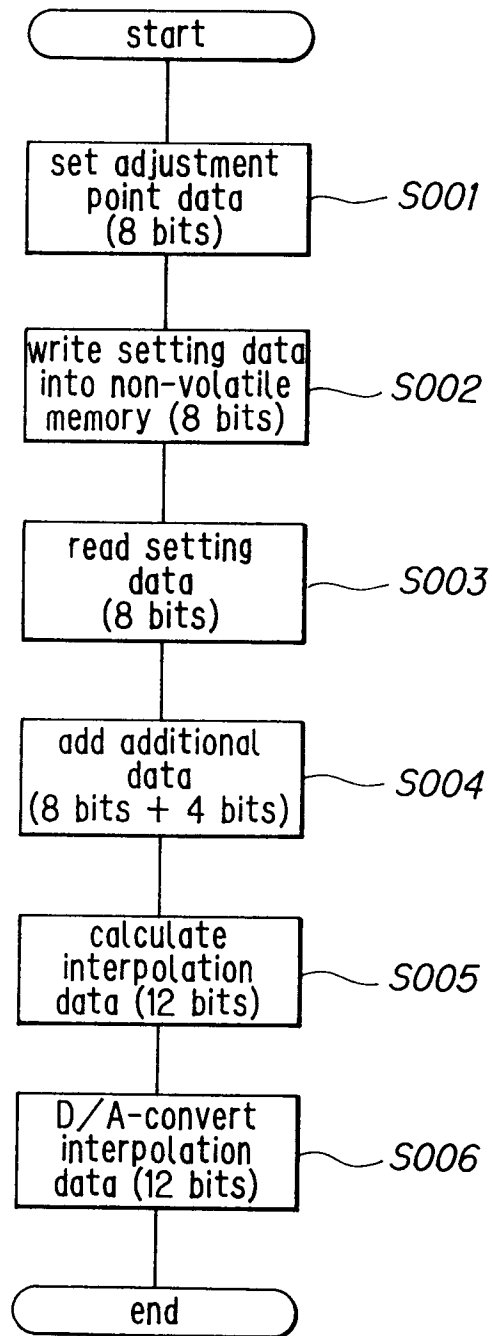 start
set adjustment
point data
(8 bits)
S001
write setting data
into non-volatile
memory (8 bits)
S002
read setting
data
(8 bits)
S003
add additional
data
(8 bits + 4 bits)
S004
calculate
interpolation
data (12 bits)
S005
D/A-convert
interpolation
data (12 bits)
S006
end